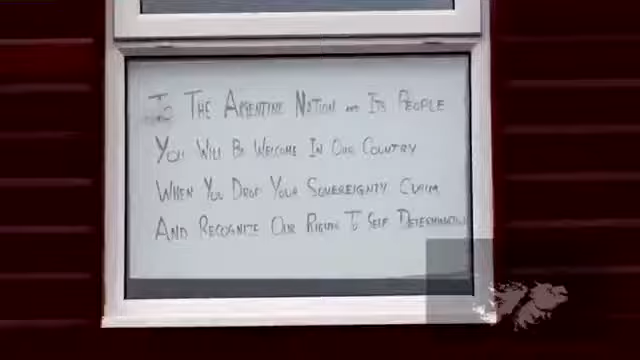 To The Argentine Nation and Its People
You Will Be Welcome In Our Country
When You Drop Your Sovereignty Claim
And Recognize Our Rights To Self Determination